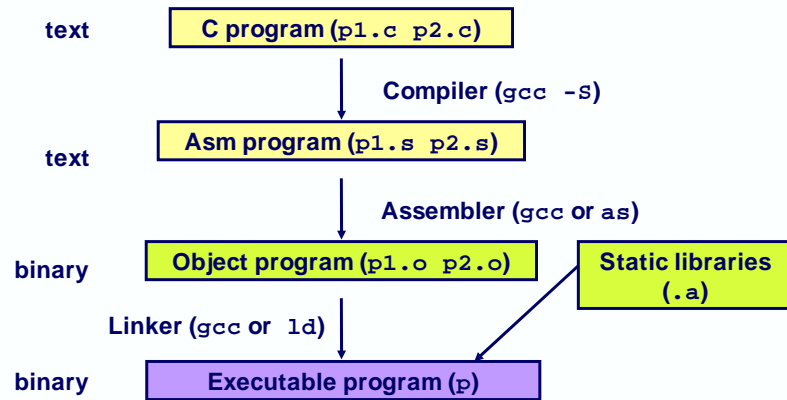 text
C program (p1.c p2.c)
Compiler (gcc -S)
text
Asm program (p1.s p2.s)
Assembler (gcc or as)
binary
Object program (p1.o p2.o)
Static libraries
(.a)
Linker (gcc or ld)
binary
Executable program (p)